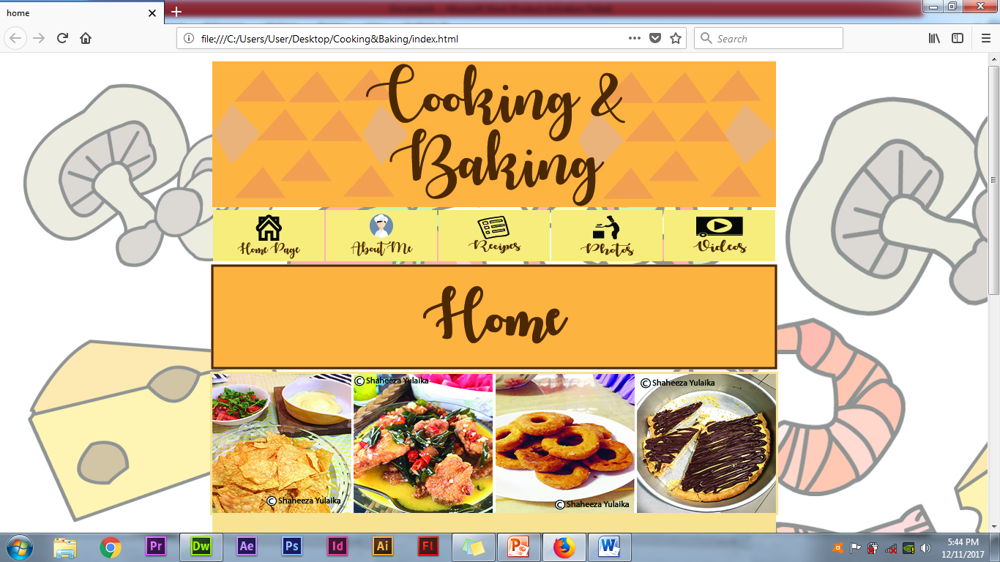 home
file:///C:/Users/User/Desktop/Cooking&Baking/index.html
Search
Cooking &
Baking
Home Page
About Me
Recipes
Photos
Videos
Home
© Shaheeza Yulaika
© Shaheeza Yulaika
© Shaheeza Yulaika
© Shaheeza Yulaika
Pr
Dw
Ae
Ps
Id
Ai
Fl
P
W
5:44 PM
12/11/2017